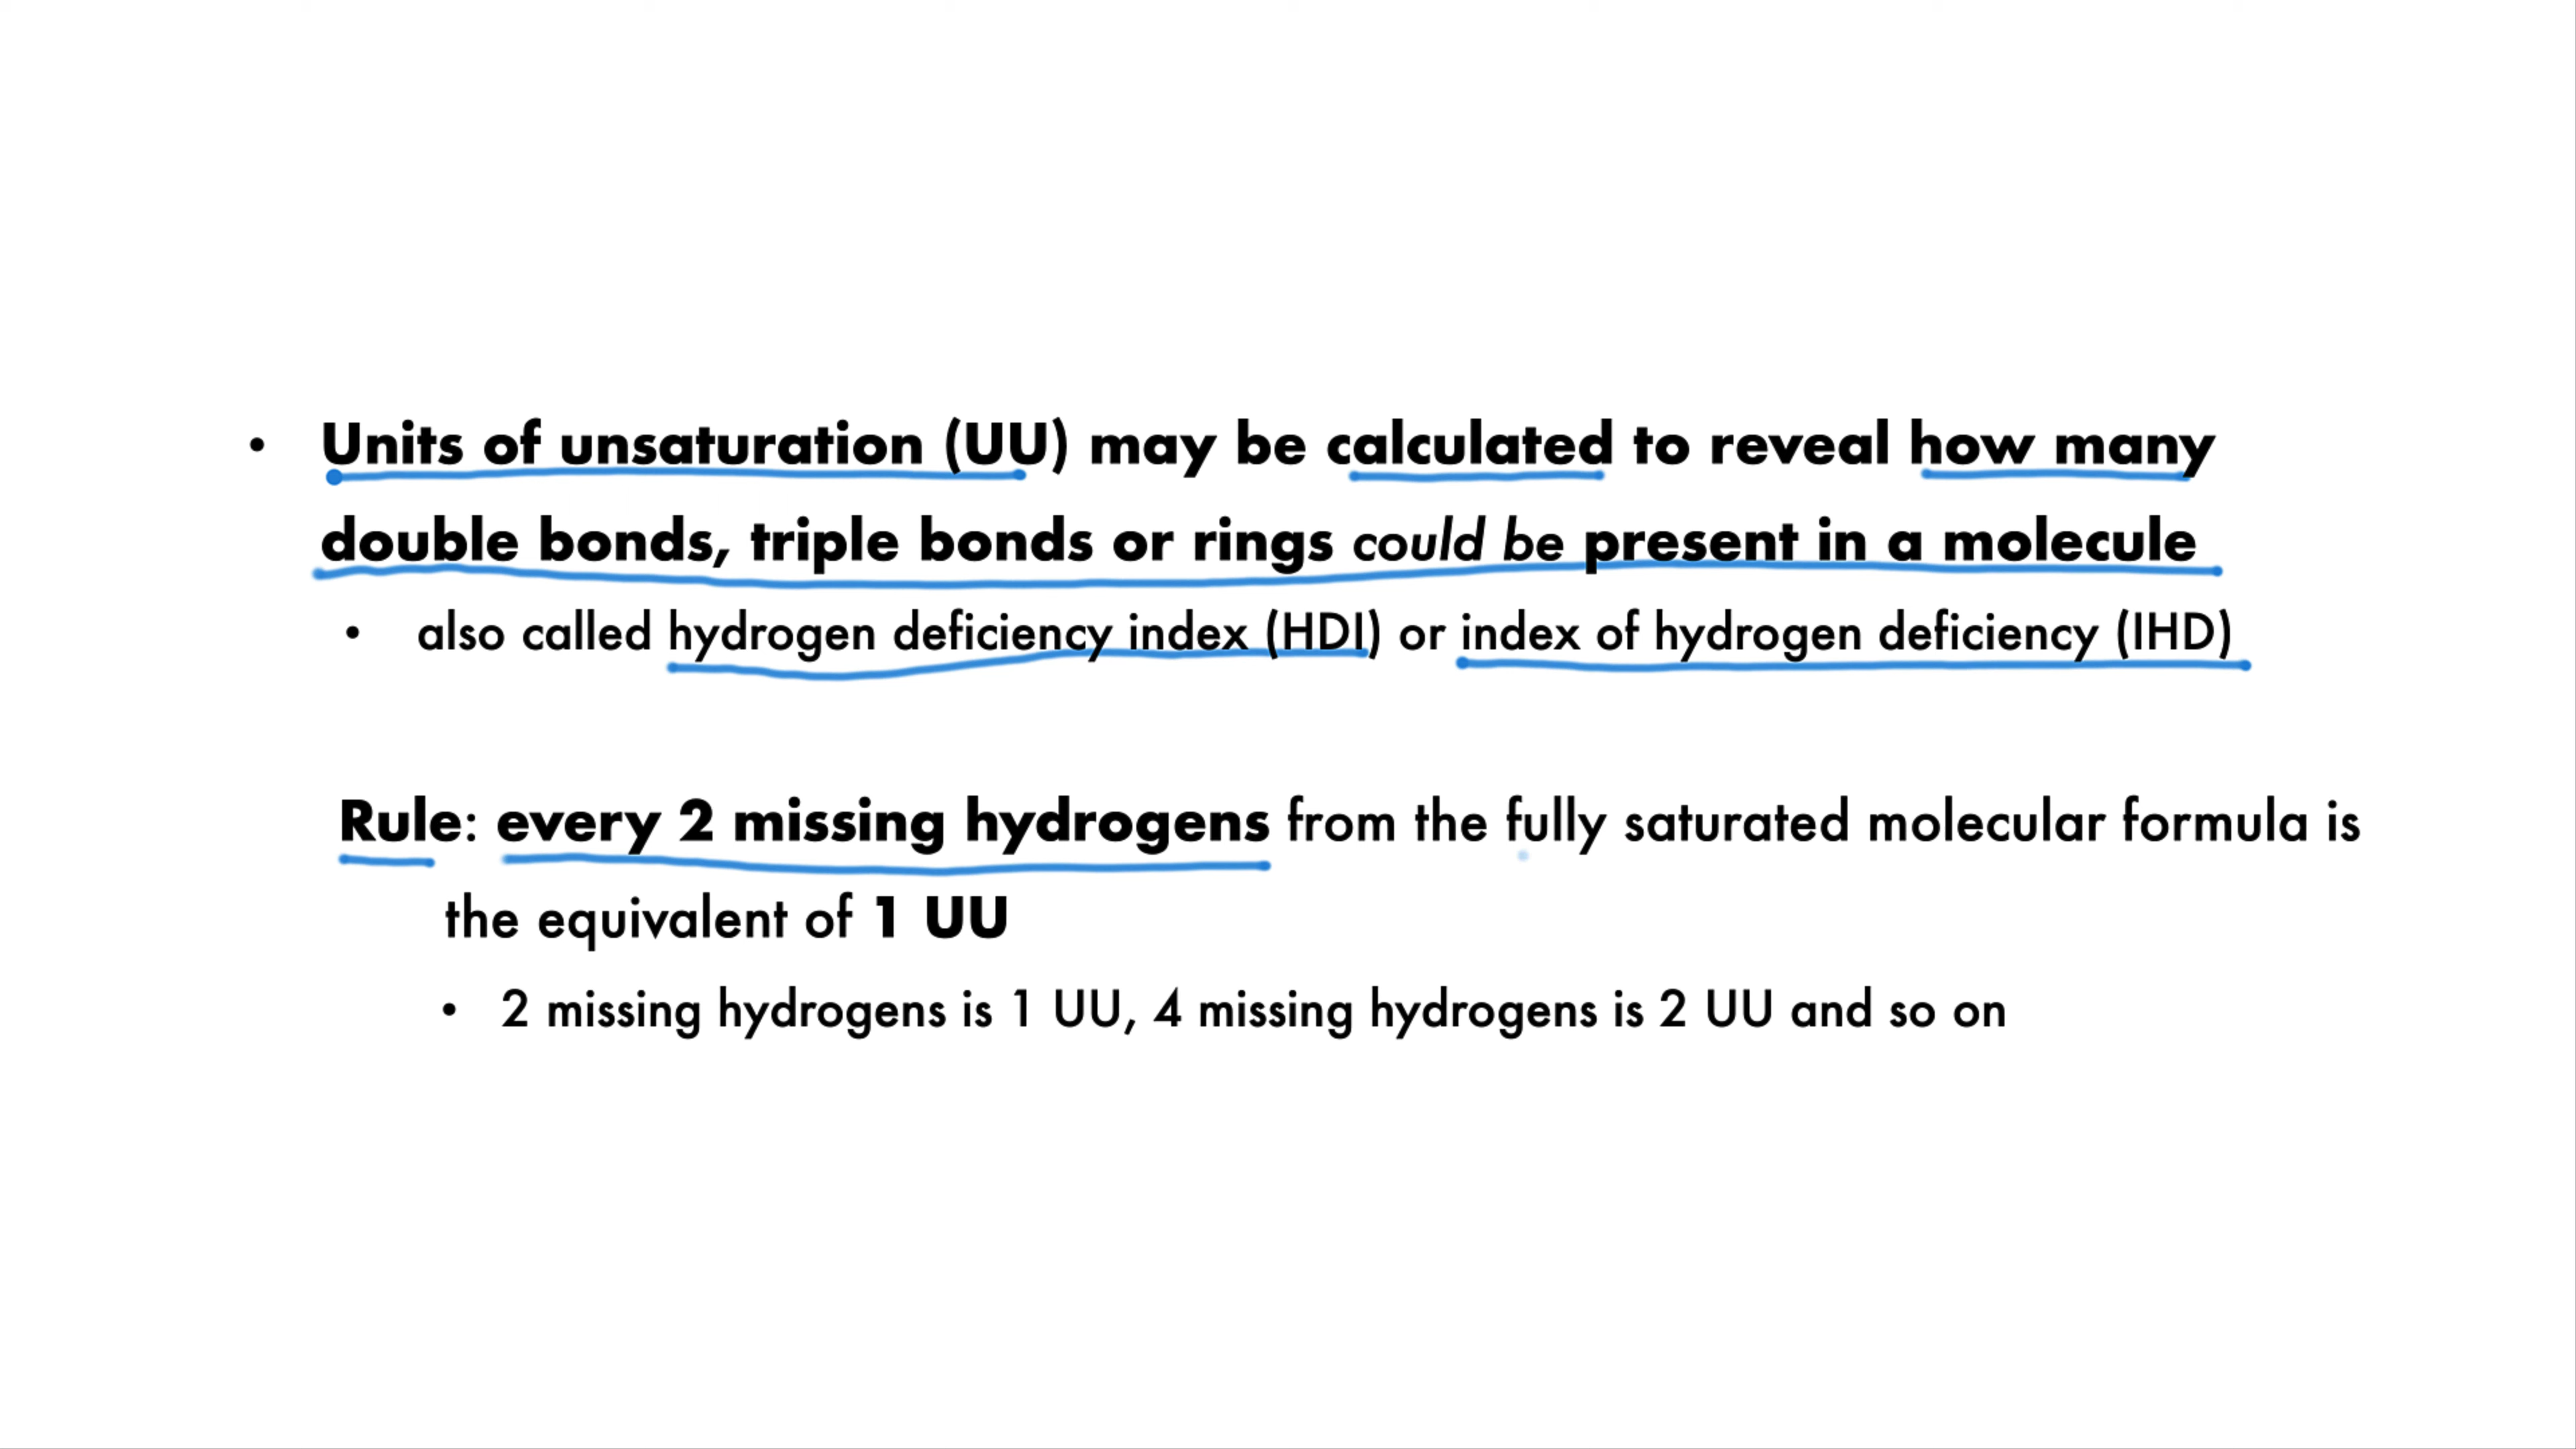 • Units of unsaturation (UU) may be calculated to reveal how many
double bonds, triple bonds or rings could be present in a molecule
• also called hydrogen deficiency index (HDI) or index of hydrogen deficiency (IHD)
Rule: every 2 missing hydrogens from the fully saturated molecular formula is
the equivalent of 1 UU
• 2 missing hydrogens is 1 UU, 4 missing hydrogens is 2 UU and so on